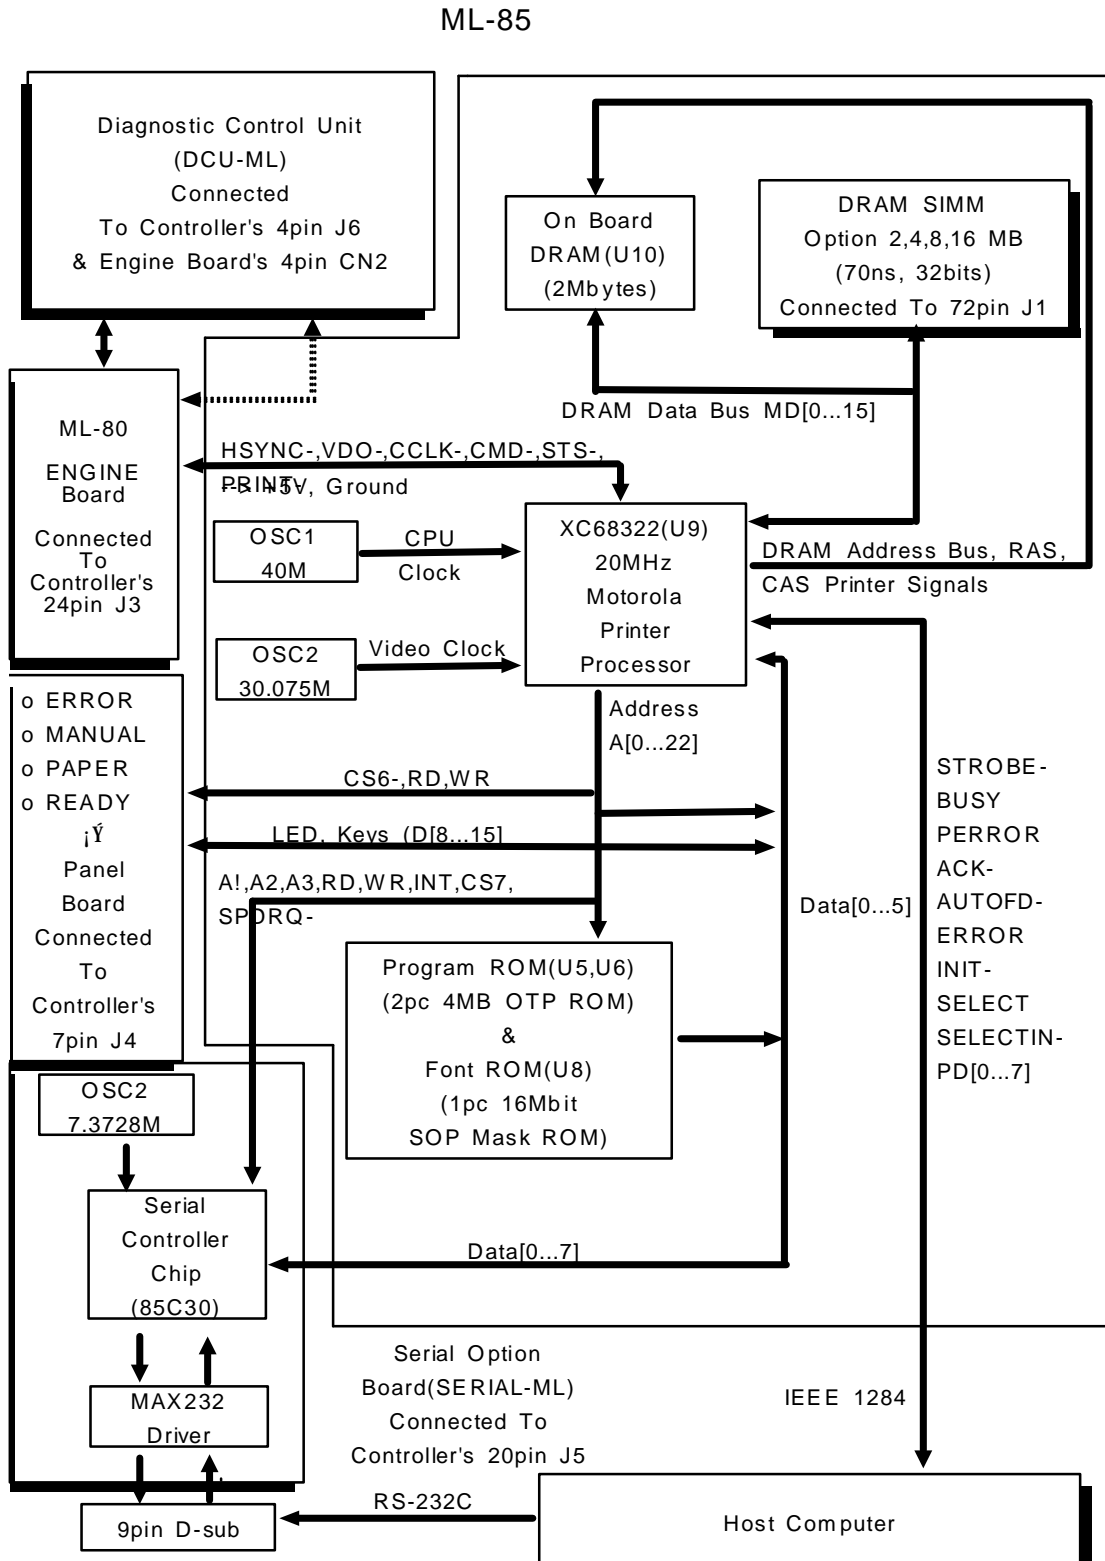 ML-85
Diagnostic Control Unit
(DCU-ML)
Connected
To Controller's 4pin J6
& Engine Board's 4pin CN2
On Board
DRAM(U10)
(2Mbytes)
DRAM SIMM
Option 2,4,8,16 MB
(70ns, 32bits)
Connected To 72pin J1
DRAM Data Bus MD[0...15]
ML-80
ENGINE
Board
Connected
To
Controller's
24pin J3
HSYNC-,VDO-,CCLK-,CMD-,STS-,
PRINT-
--> +5V, Ground
OSC1
40M
CPU
Clock
XC68322(U9)
20MHz
Motorola
Printer
Processor
DRAM Address Bus, RAS,
CAS Printer Signals
OSC2
30.075M
Video Clock
Address
A[0...22]
o ERROR
o MANUAL
o PAPER
o READY
¡Ý
Panel
Board
Connected
To
Controller's
7pin J4
CS6-,RD,WR
LED, Keys (D[8...15]
A!,A2,A3,RD,WR,INT,CS7,
SPDRQ-
Data[0...5]
STROBE-
BUSY
PERROR
ACK-
AUTOFD-
ERROR
INIT-
SELECT
SELECTIN-
PD[0...7]
Program ROM(U5,U6)
(2pc 4MB OTP ROM)
&
Font ROM(U8)
(1pc 16Mbit
SOP Mask ROM)
OSC2
7.3728M
Serial
Controller
Chip
(85C30)
Data[0...7]
MAX232
Driver
Serial Option
Board(SERIAL-ML)
Connected To
Controller's 20pin J5
IEEE 1284
9pin D-sub
RS-232C
Host Computer